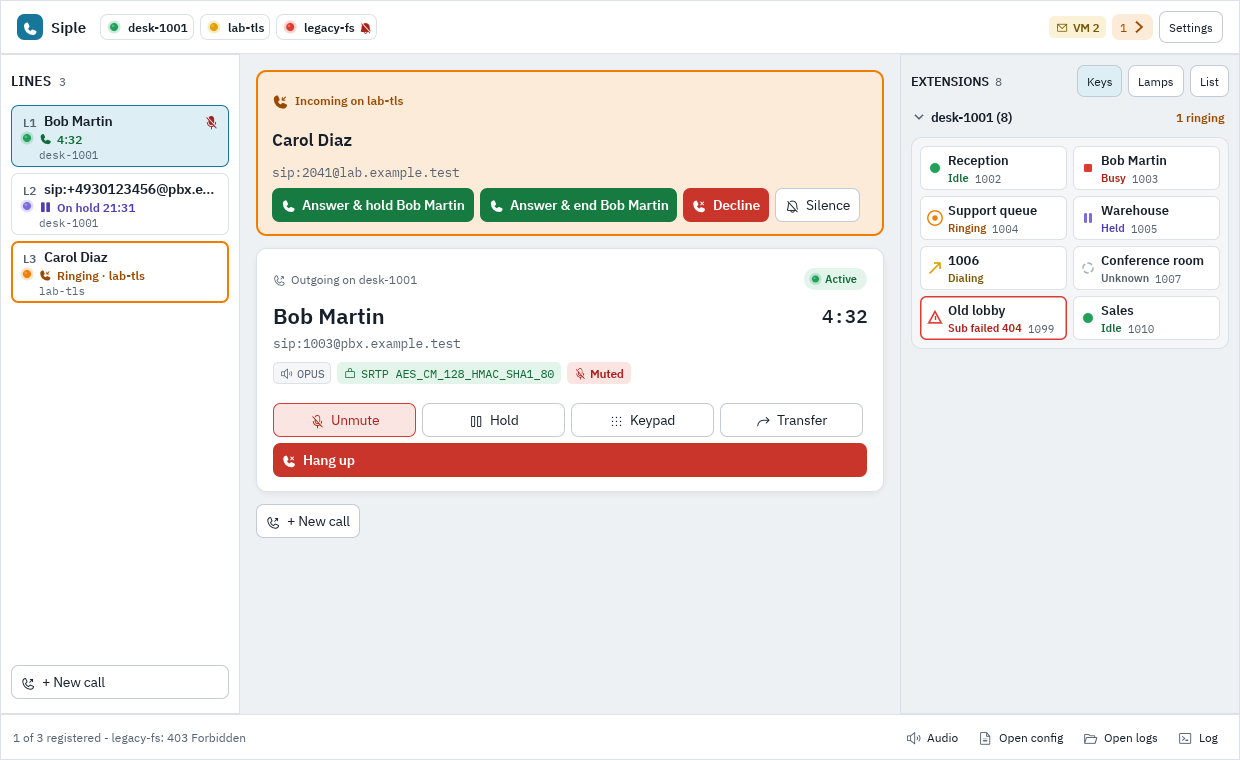 Siple
desk-1001
lab-tls
legacy-fs
VM 2
1
Settings
LINES 3
L1 Bob Martin
4:32
desk-1001
L2 sip:+4930123456@pbx.e...
On hold 21:31
desk-1001
L3 Carol Diaz
Ringing · lab-tls
lab-tls
+ New call
Incoming on lab-tls
Carol Diaz
sip:2041@lab.example.test
Answer & hold Bob Martin
Answer & end Bob Martin
Decline
Silence
Outgoing on desk-1001
Active
Bob Martin
4:32
sip:1003@pbx.example.test
OPUS
SRTP AES_CM_128_HMAC_SHA1_80
Muted
Unmute
Hold
Keypad
Transfer
Hang up
+ New call
EXTENSIONS 8
Keys
Lamps
List
desk-1001 (8)
1 ringing
Reception
Idle 1002
Bob Martin
Busy 1003
Support queue
Ringing 1004
Warehouse
Held 1005
1006
Dialing
Conference room
Unknown 1007
Old lobby
Sub failed 404 1099
Sales
Idle 1010
1 of 3 registered - legacy-fs: 403 Forbidden
Audio
Open config
Open logs
Log